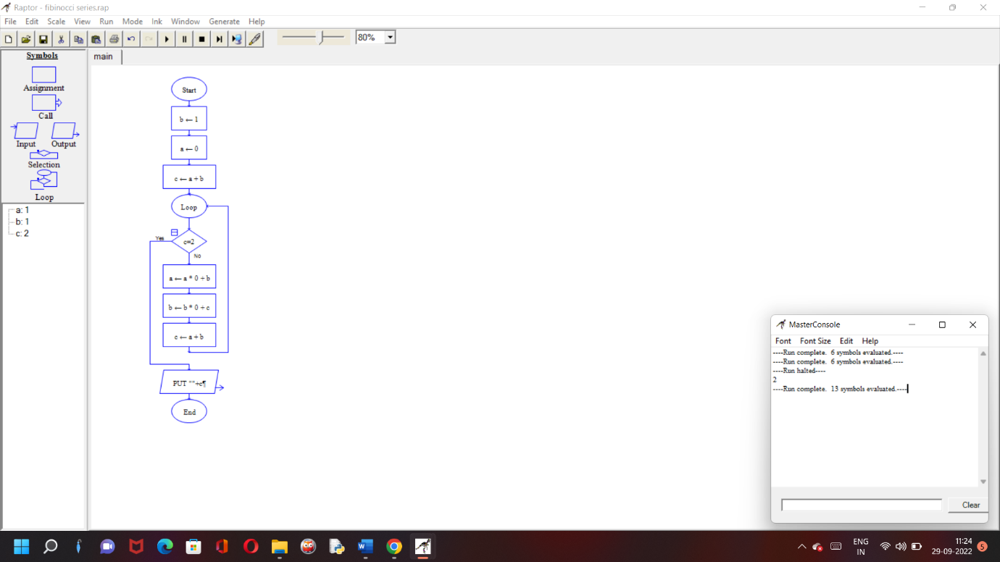 Raptor - fibinocci series.rap
File Edit Scale View Run Mode Ink Window Generate Help
80%
Symbols
Assignment
Call
Input Output
Selection
Loop
a: 1
b: 1
c: 2
main
Start
b ← 1
a ← 0
c ← a + b
Loop
Yes
c=2
No
a ← a * 0 + b
b ← b * 0 + c
c ← a + b
PUT ""+c¶
End
MasterConsole
Font Font Size Edit Help
----Run complete. 6 symbols evaluated.----
----Run complete. 6 symbols evaluated.----
----Run halted----
2
----Run complete. 13 symbols evaluated.----
Clear
ENG
IN
11:24
29-09-2022
5